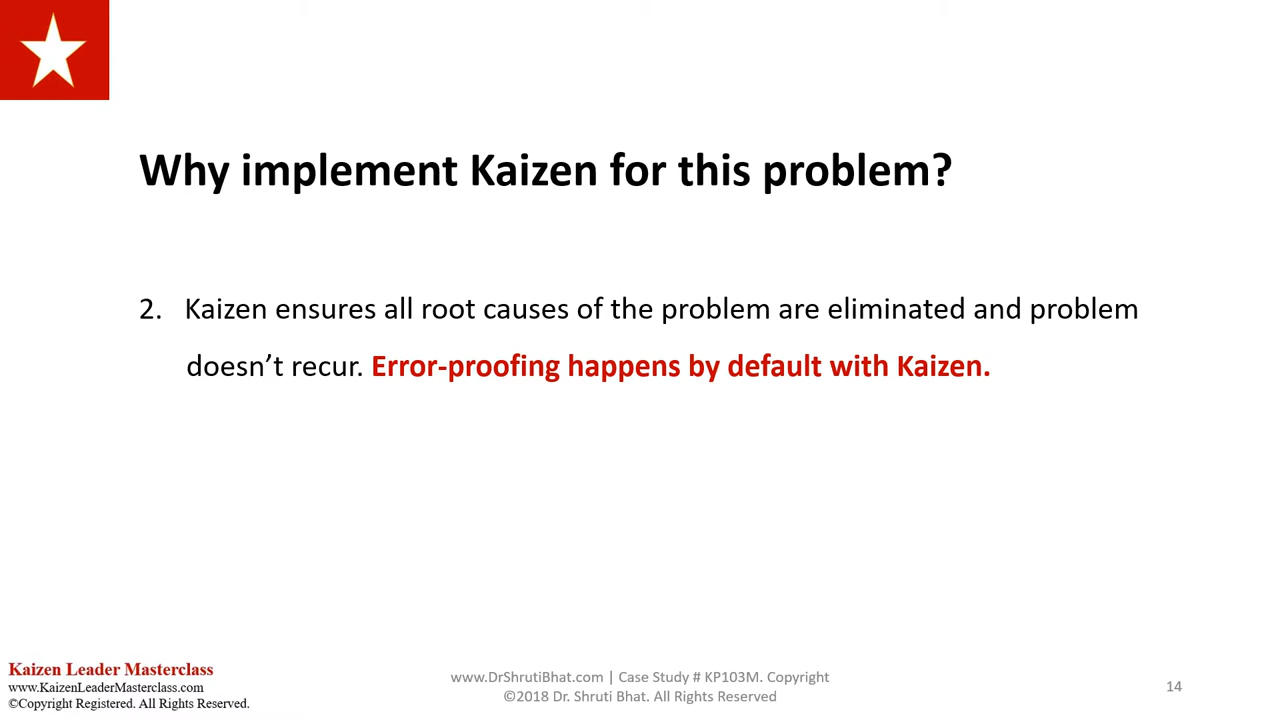 Why implement Kaizen for this problem?
2. Kaizen ensures all root causes of the problem are eliminated and problem
doesn’t recur. Error-proofing happens by default with Kaizen.
Kaizen Leader Masterclass
www.KaizenLeaderMasterclass.com
©Copyright Registered. All Rights Reserved.
www.DrShrutiBhat.com | Case Study # KP103M. Copyright
©2018 Dr. Shruti Bhat. All Rights Reserved
14